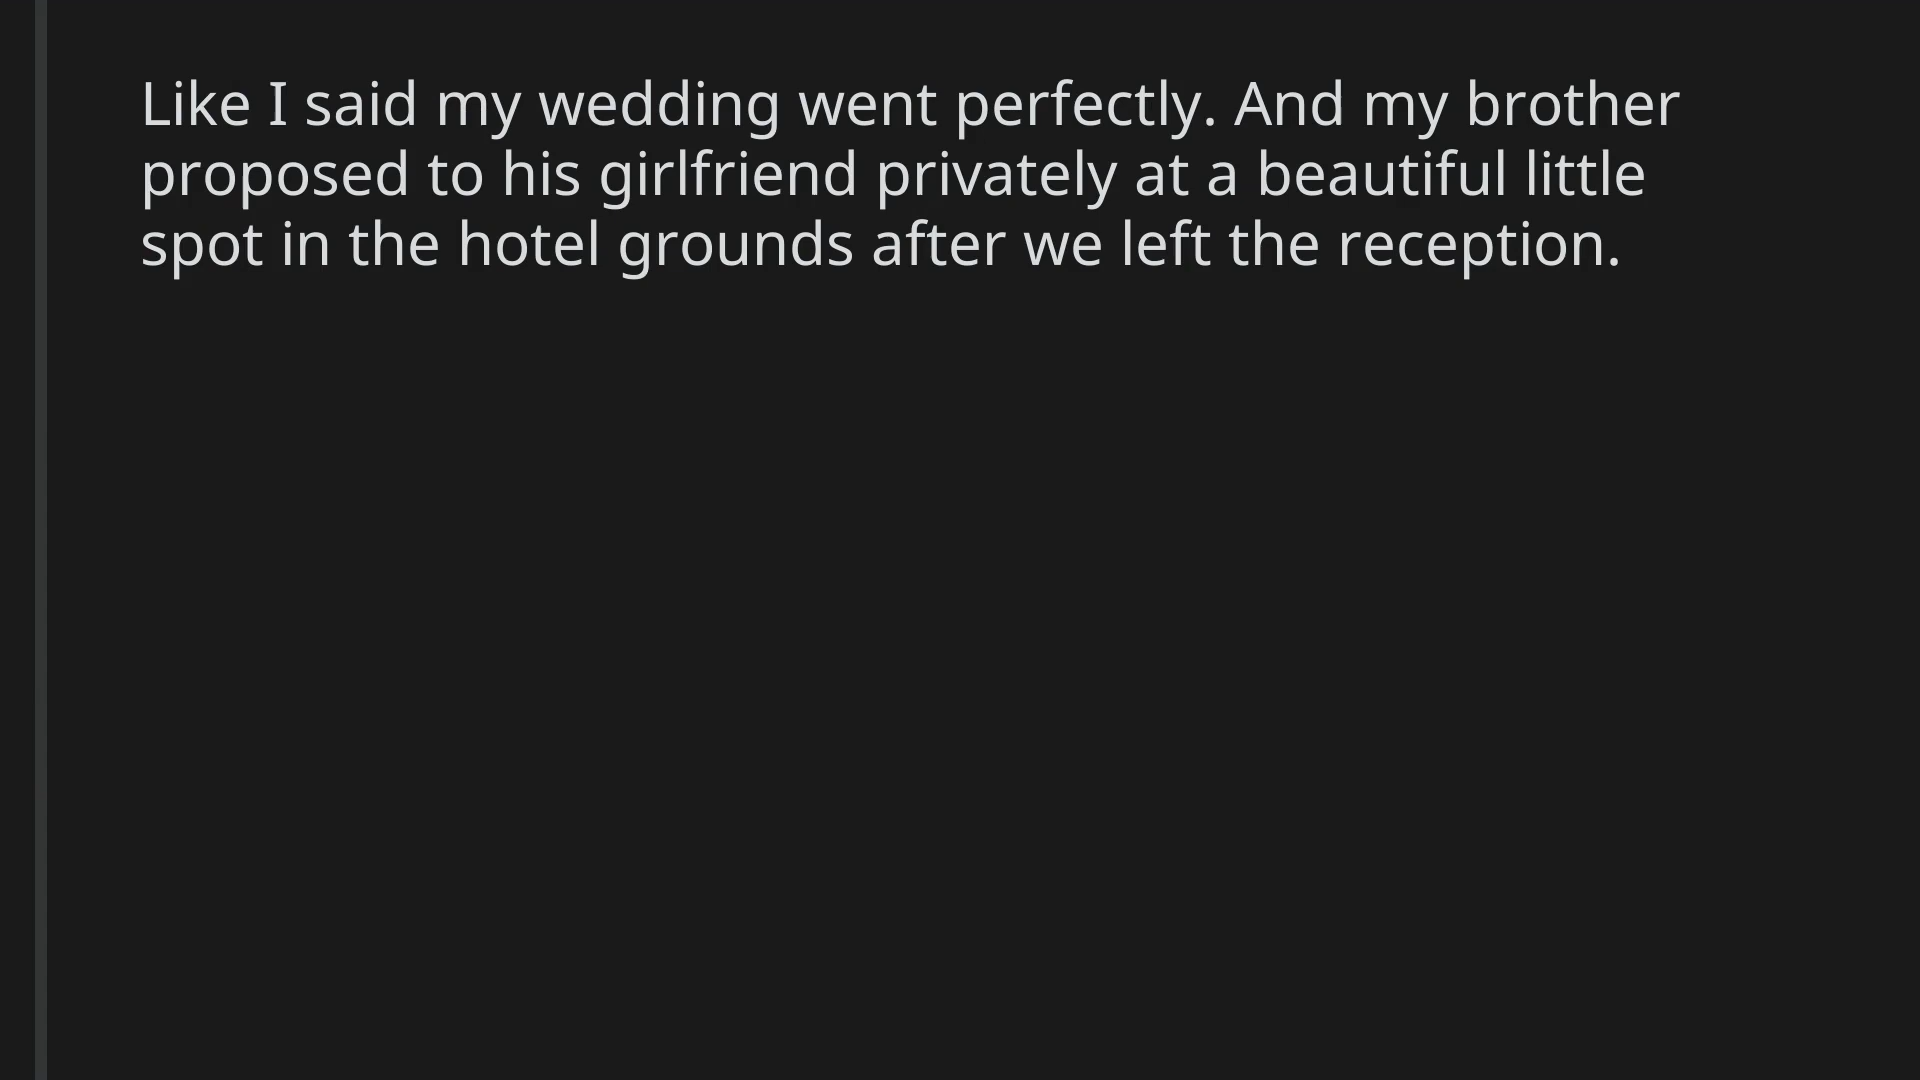 Like I said my wedding went perfectly. And my brother
proposed to his girlfriend privately at a beautiful little
spot in the hotel grounds after we left the reception.